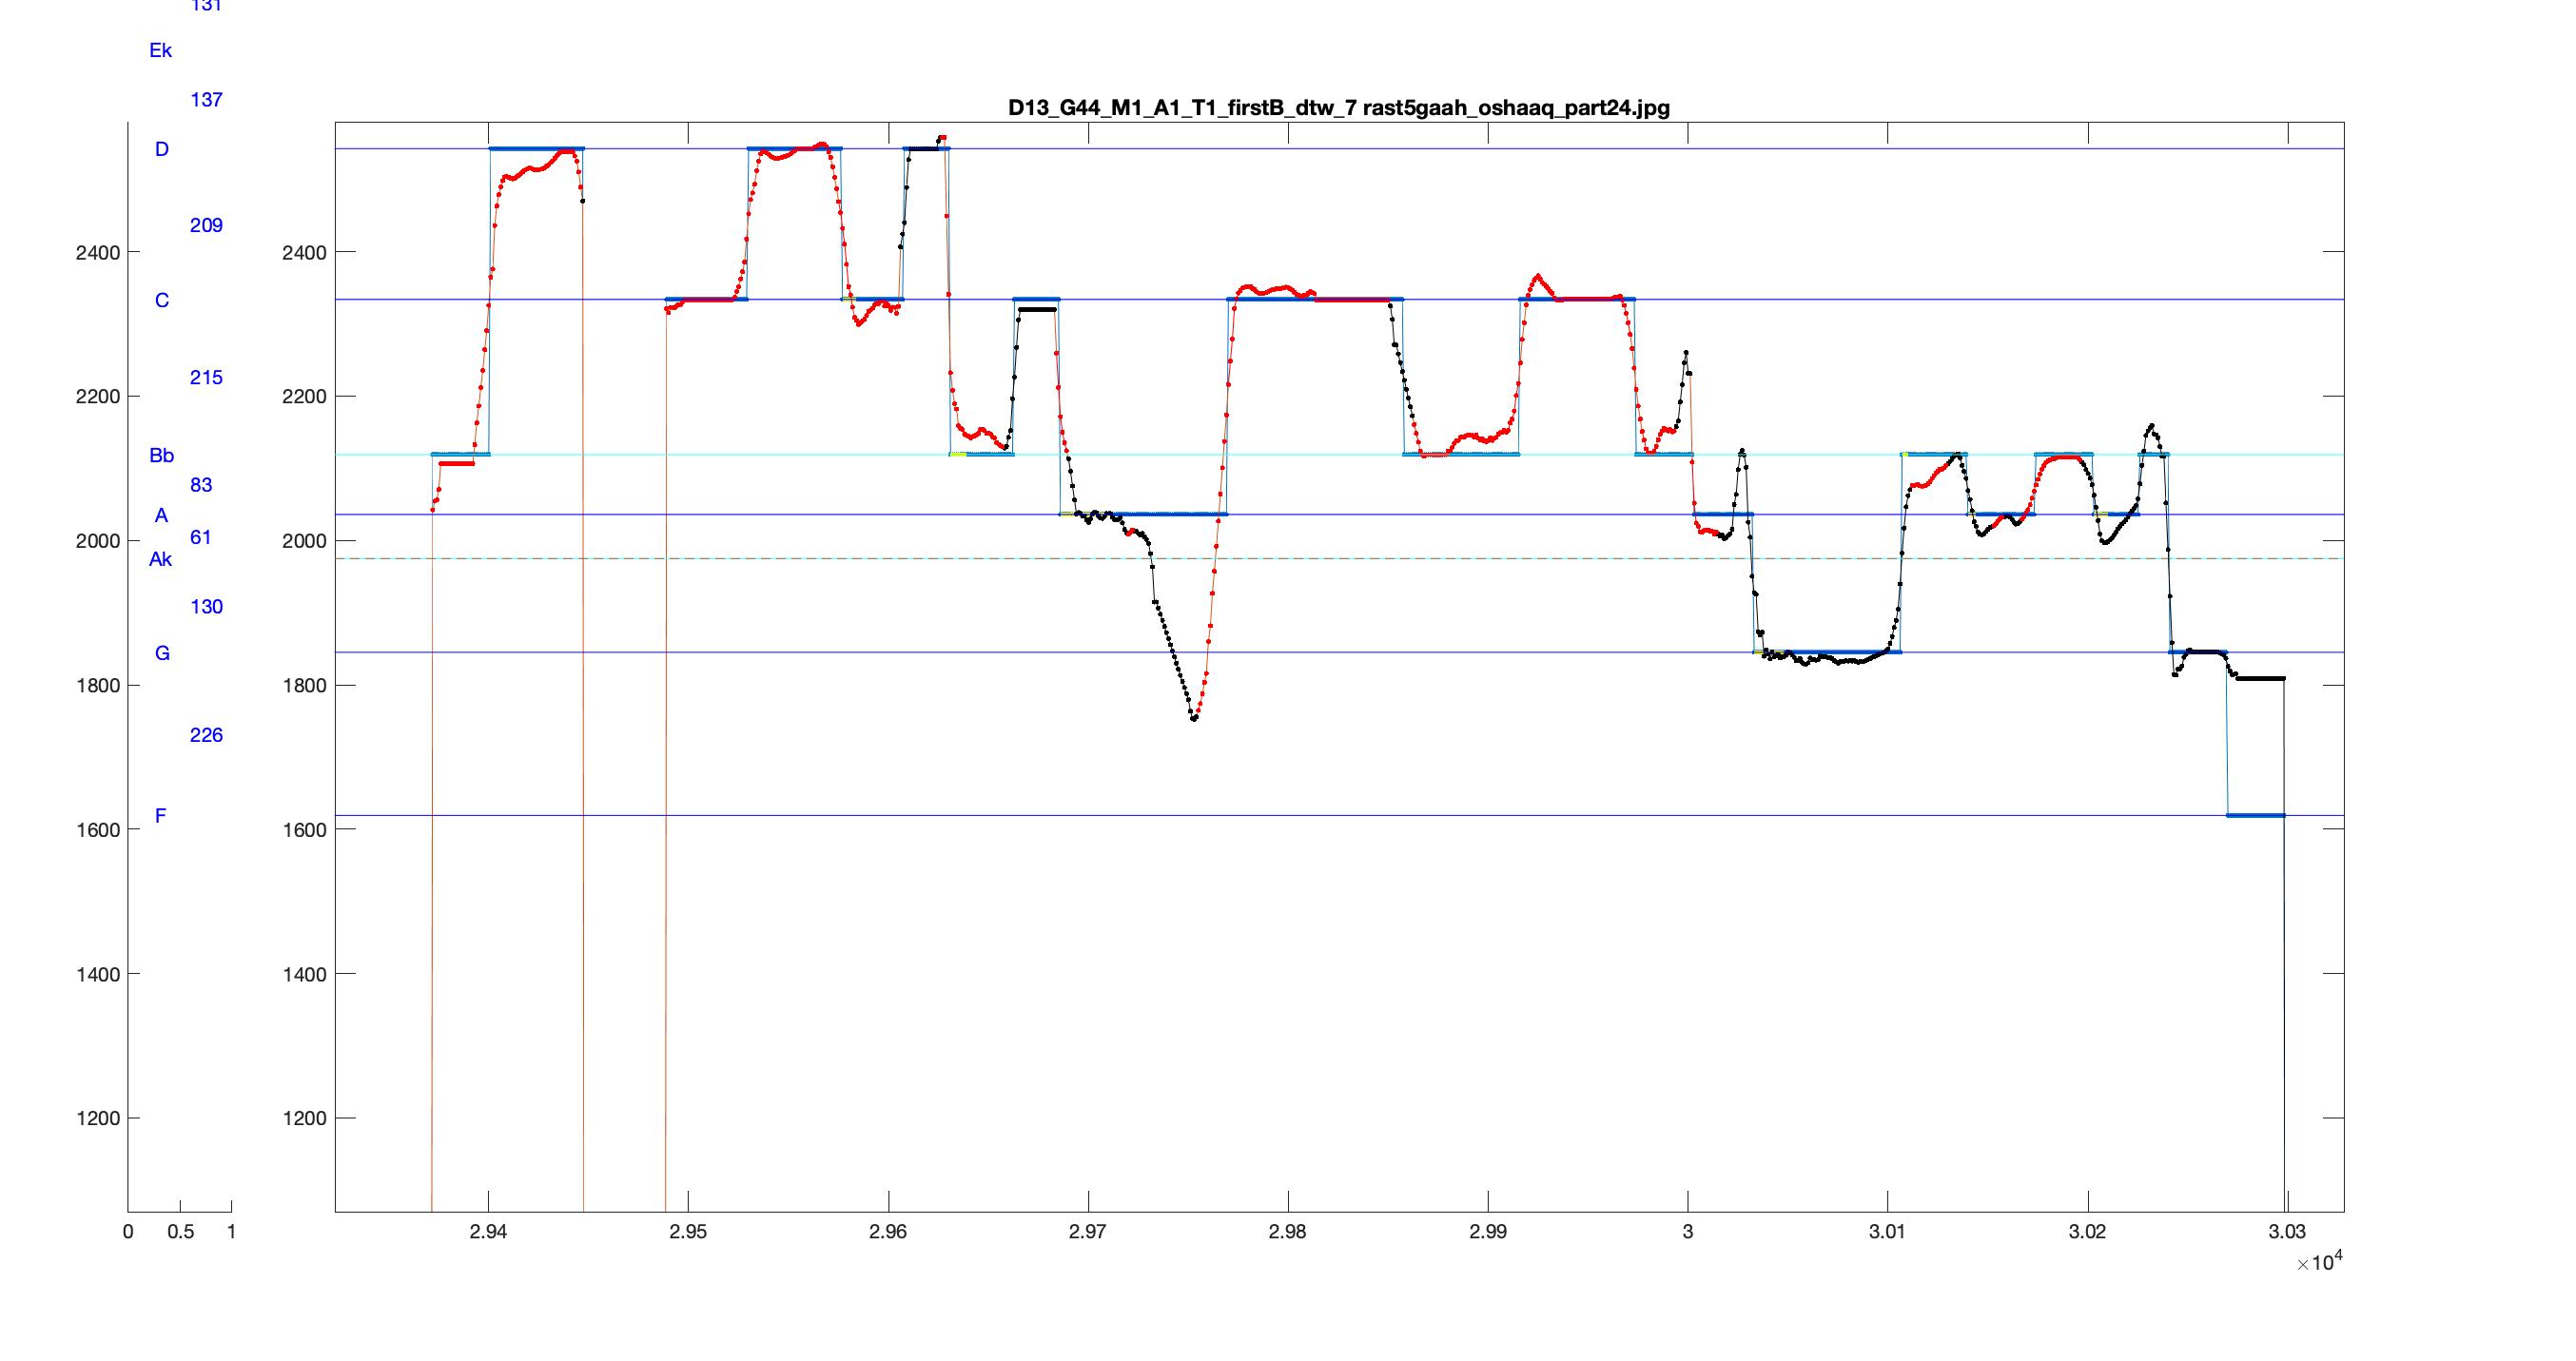 131
Ek
137
D13_G44_M1_A1_T1_firstB_dtw_7 rast5gaah_oshaaq_part24.jpg
D
209
2400 2400
C
215
2200 2200
Bb
83
A
61
2000 2000
Ak
130
G
1800 1800
226
F
1600 1600
1400 1400
1200 1200
0 0.5 1 2.94 2.95 2.96 2.97 2.98 2.99 3 3.01 3.02 3.03
×10⁴